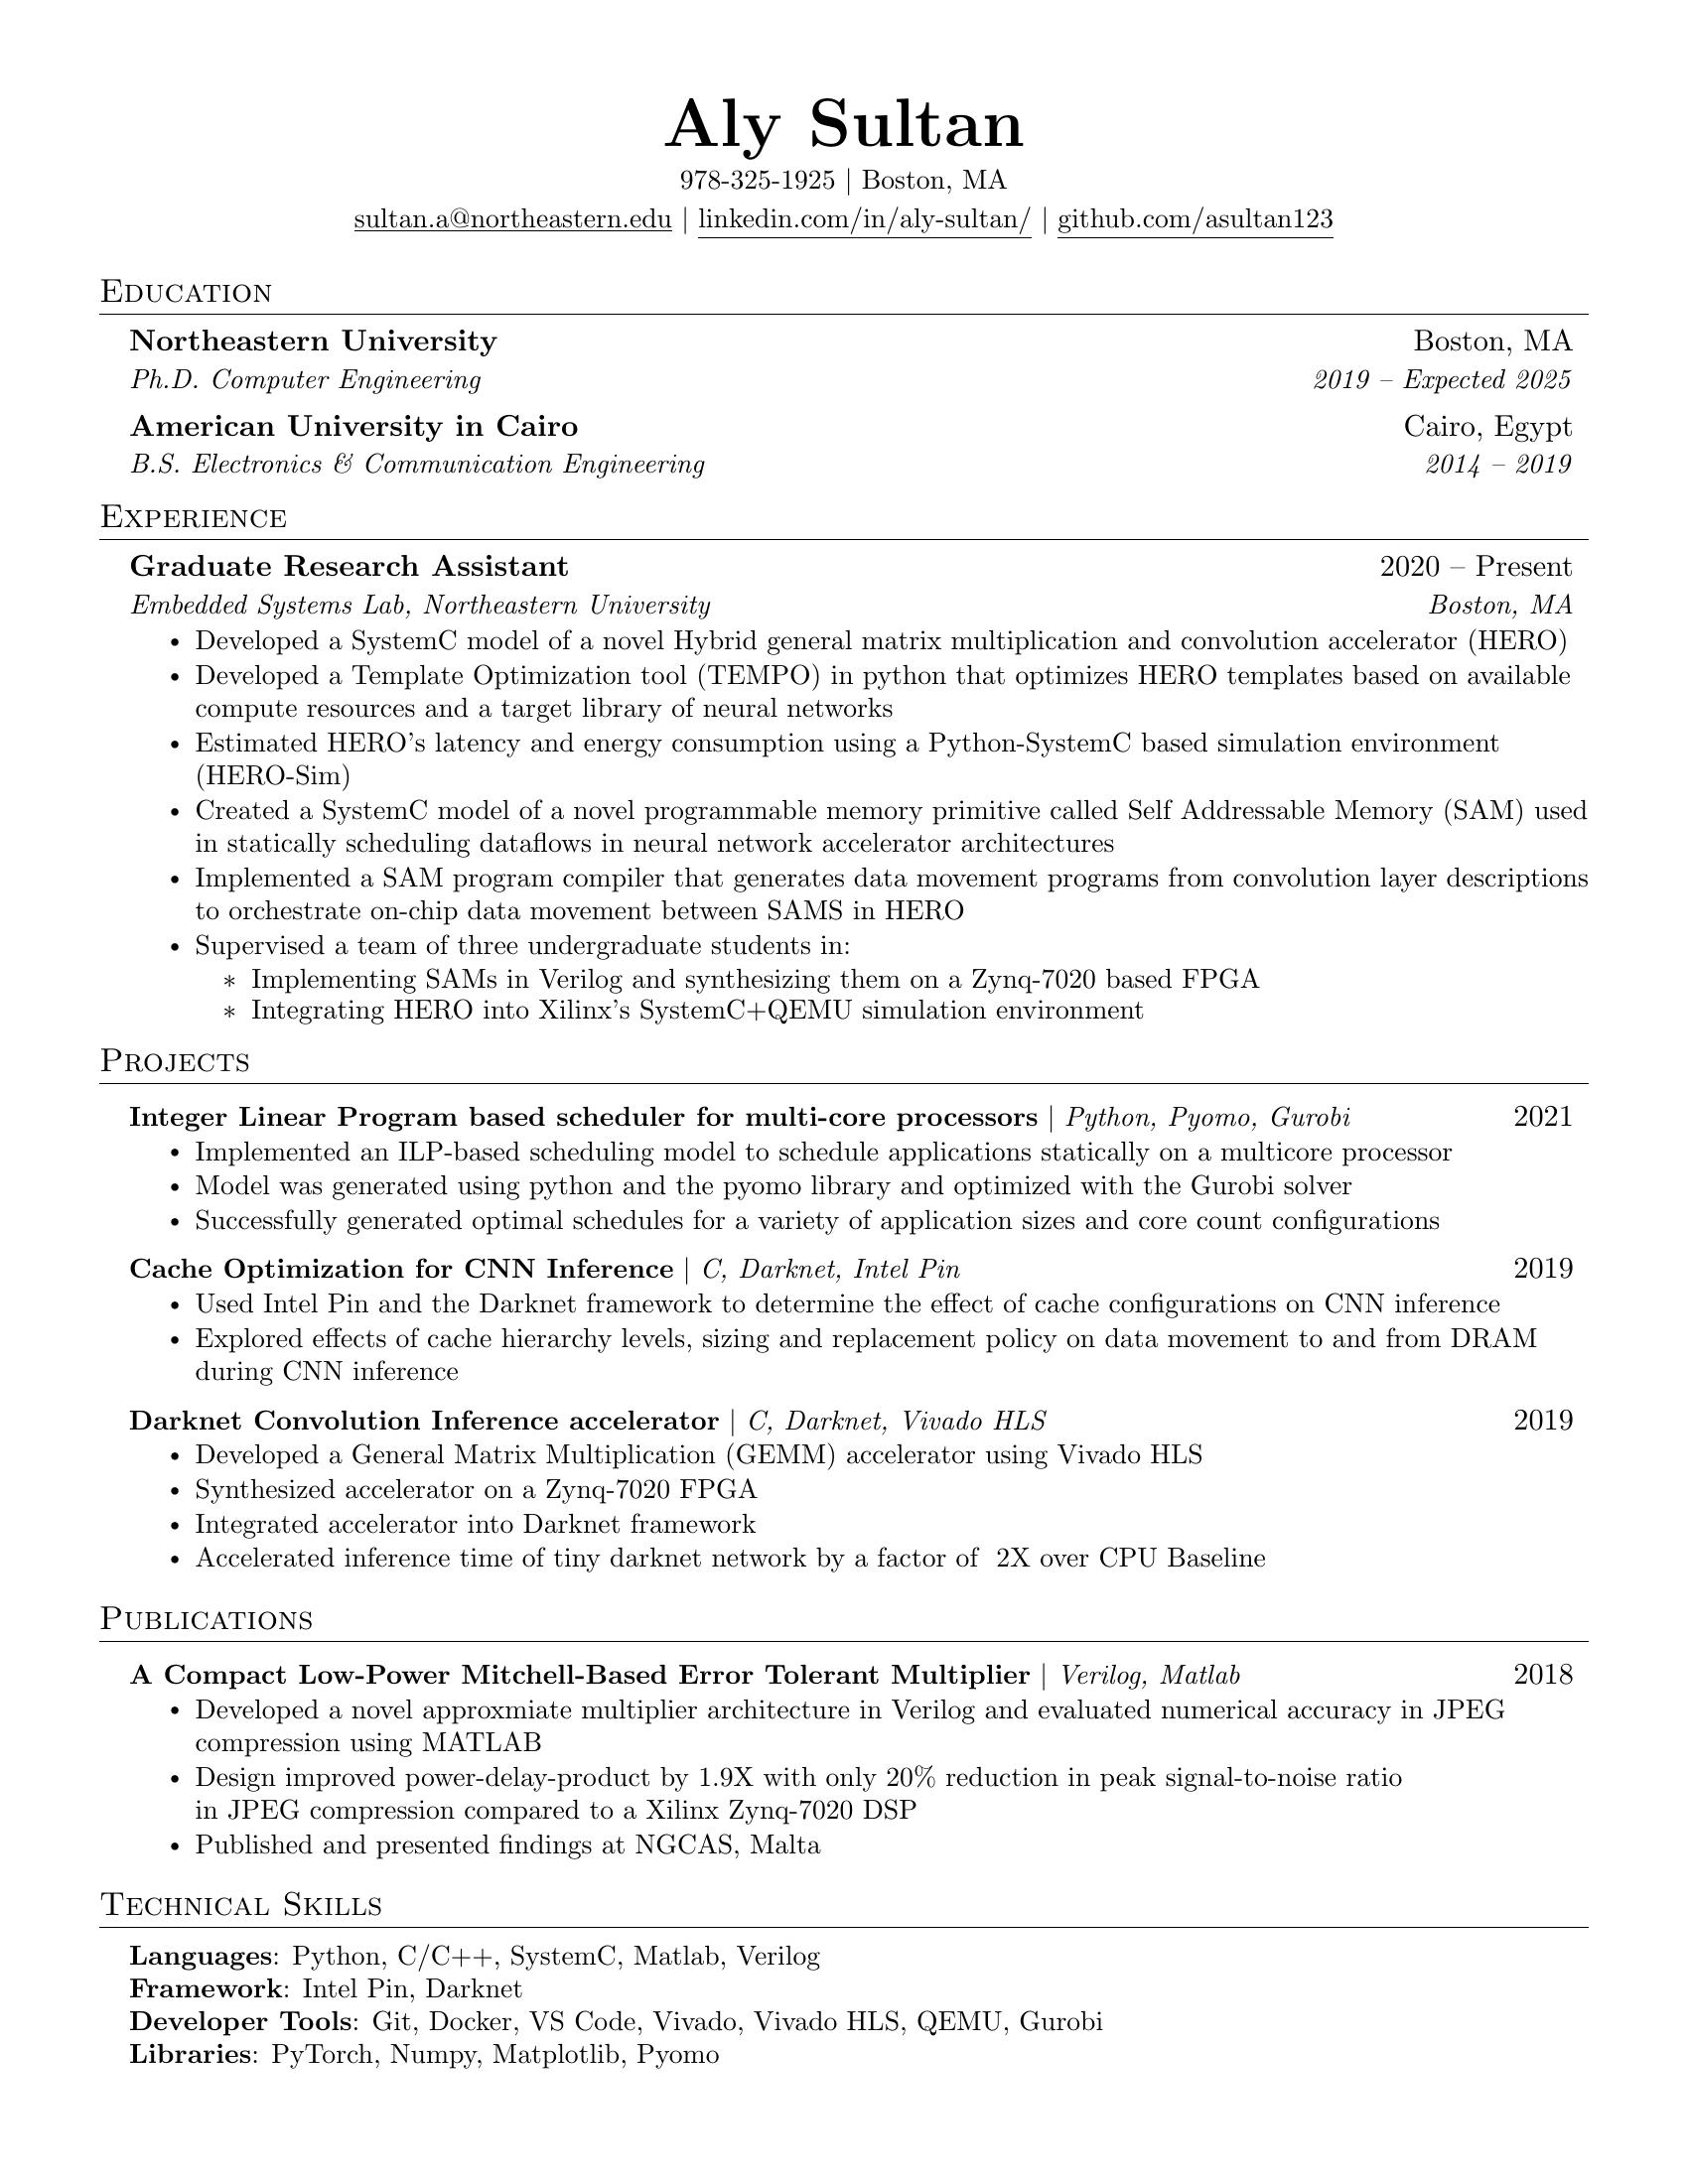 Aly Sultan
978-325-1925 | Boston, MA
sultan.a@northeastern.edu | linkedin.com/in/aly-sultan/ | github.com/asultan123
Education
Northeastern University Boston, MA
Ph.D. Computer Engineering 2019 – Expected 2025
American University in Cairo Cairo, Egypt
B.S. Electronics & Communication Engineering 2014 – 2019
Experience
Graduate Research Assistant 2020 – Present
Embedded Systems Lab, Northeastern University Boston, MA
• Developed a SystemC model of a novel Hybrid general matrix multiplication and convolution accelerator (HERO)
• Developed a Template Optimization tool (TEMPO) in python that optimizes HERO templates based on available
compute resources and a target library of neural networks
• Estimated HERO's latency and energy consumption using a Python-SystemC based simulation environment
(HERO-Sim)
• Created a SystemC model of a novel programmable memory primitive called Self Addressable Memory (SAM) used
in statically scheduling dataflows in neural network accelerator architectures
• Implemented a SAM program compiler that generates data movement programs from convolution layer descriptions
to orchestrate on-chip data movement between SAMS in HERO
• Supervised a team of three undergraduate students in:
* Implementing SAMs in Verilog and synthesizing them on a Zynq-7020 based FPGA
* Integrating HERO into Xilinx's SystemC+QEMU simulation environment
Projects
Integer Linear Program based scheduler for multi-core processors | Python, Pyomo, Gurobi 2021
• Implemented an ILP-based scheduling model to schedule applications statically on a multicore processor
• Model was generated using python and the pyomo library and optimized with the Gurobi solver
• Successfully generated optimal schedules for a variety of application sizes and core count configurations
Cache Optimization for CNN Inference | C, Darknet, Intel Pin 2019
• Used Intel Pin and the Darknet framework to determine the effect of cache configurations on CNN inference
• Explored effects of cache hierarchy levels, sizing and replacement policy on data movement to and from DRAM
during CNN inference
Darknet Convolution Inference accelerator | C, Darknet, Vivado HLS 2019
• Developed a General Matrix Multiplication (GEMM) accelerator using Vivado HLS
• Synthesized accelerator on a Zynq-7020 FPGA
• Integrated accelerator into Darknet framework
• Accelerated inference time of tiny darknet network by a factor of 2X over CPU Baseline
Publications
A Compact Low-Power Mitchell-Based Error Tolerant Multiplier | Verilog, Matlab 2018
• Developed a novel approxmiate multiplier architecture in Verilog and evaluated numerical accuracy in JPEG
compression using MATLAB
• Design improved power-delay-product by 1.9X with only 20% reduction in peak signal-to-noise ratio
in JPEG compression compared to a Xilinx Zynq-7020 DSP
• Published and presented findings at NGCAS, Malta
Technical Skills
Languages: Python, C/C++, SystemC, Matlab, Verilog
Framework: Intel Pin, Darknet
Developer Tools: Git, Docker, VS Code, Vivado, Vivado HLS, QEMU, Gurobi
Libraries: PyTorch, Numpy, Matplotlib, Pyomo